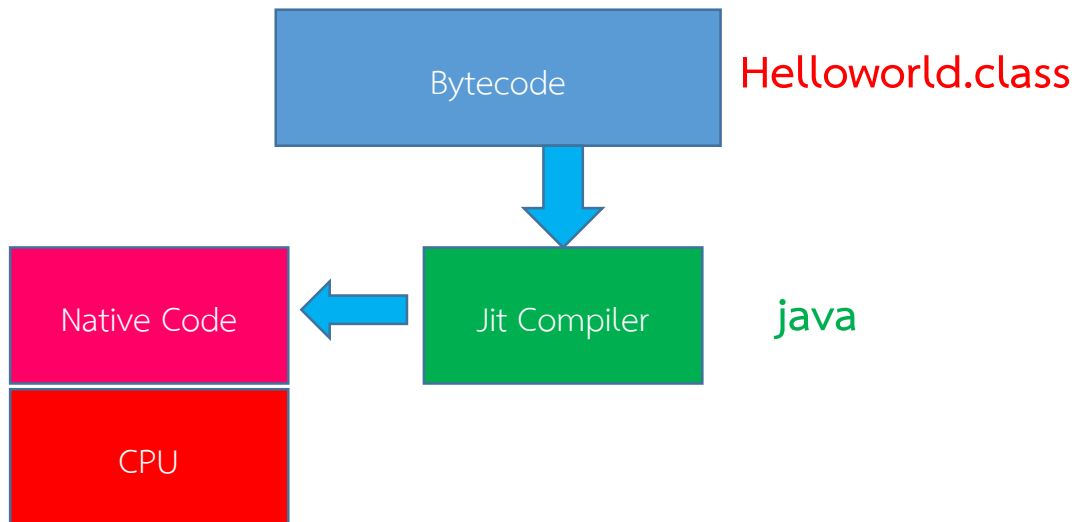 Bytecode
Helloworld.class
Native Code
Jit Compiler
java
CPU